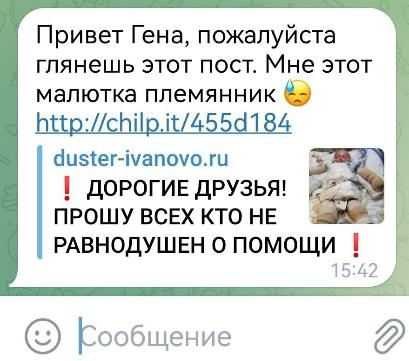 Привет Гена, пожалуйста
глянешь этот пост. Мне этот
малютка племянник 😓
http://chilp.it/455d184
duster-ivanovo.ru
❗ ДОРОГИЕ ДРУЗЬЯ!
ПРОШУ ВСЕХ КТО НЕ
РАВНОДУШЕН О ПОМОЩИ ❗
15:42
Сообщение